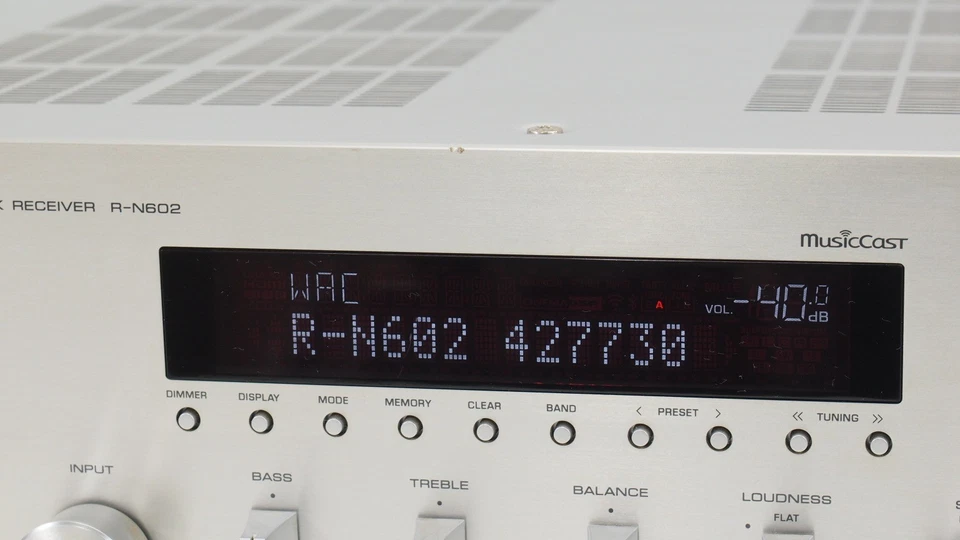 RECEIVER R-N602
MusicCast
WAC
A
VOL. -40.0 dB
R-N602 427730
DIMMER DISPLAY MODE MEMORY CLEAR BAND < PRESET > << TUNING >>
INPUT BASS TREBLE BALANCE LOUDNESS
FLAT